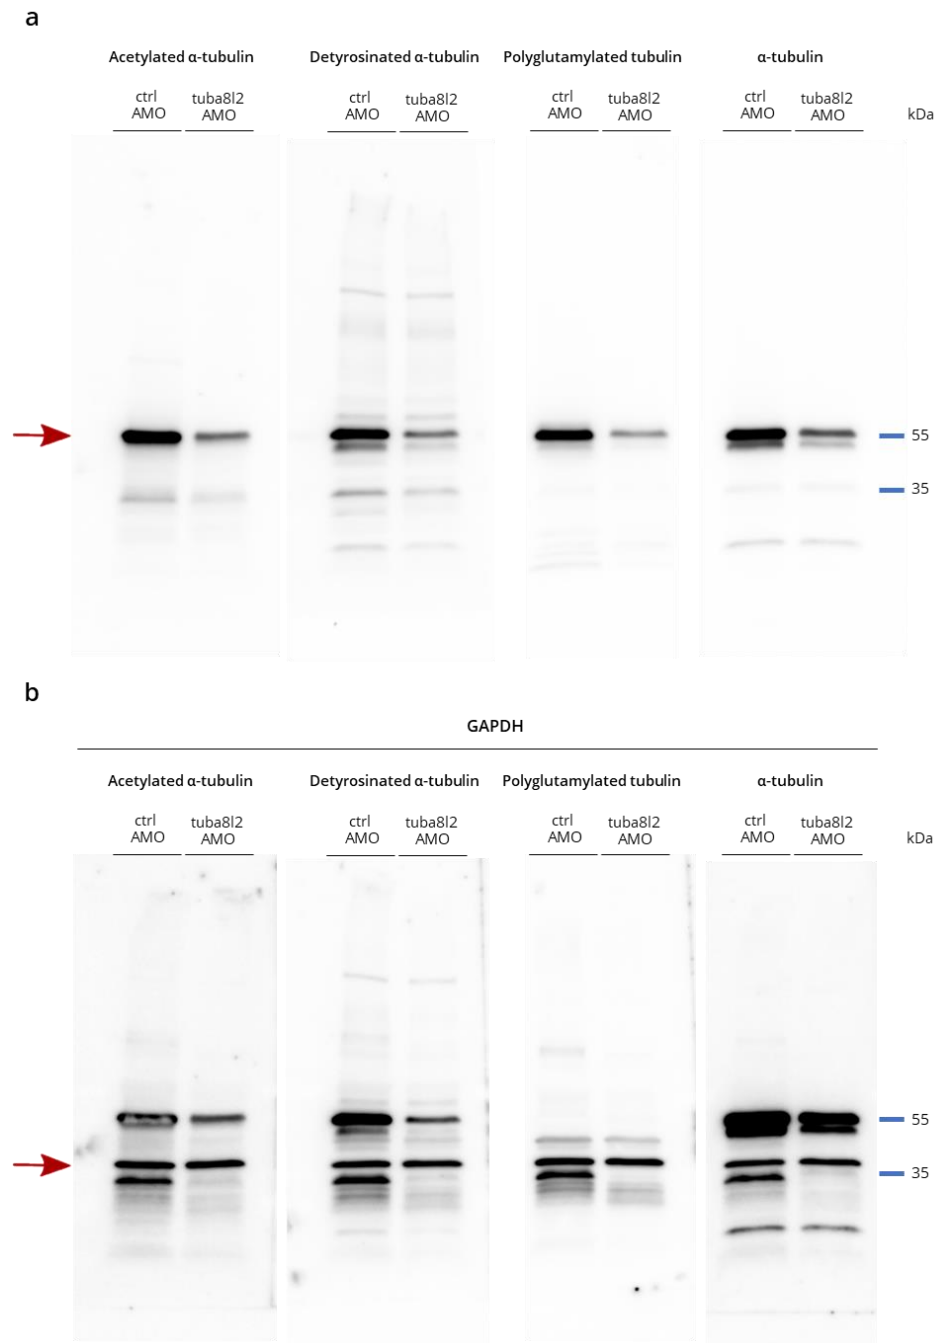 a
Acetylated α-tubulin Detyrosinated α-tubulin Polyglutamylated tubulin α-tubulin
ctrl AMO tuba8l2 AMO ctrl AMO tuba8l2 AMO ctrl AMO tuba8l2 AMO ctrl AMO tuba8l2 AMO kDa
55
35
b
GAPDH
Acetylated α-tubulin Detyrosinated α-tubulin Polyglutamylated tubulin α-tubulin
ctrl AMO tuba8l2 AMO ctrl AMO tuba8l2 AMO ctrl AMO tuba8l2 AMO ctrl AMO tuba8l2 AMO kDa
55
35